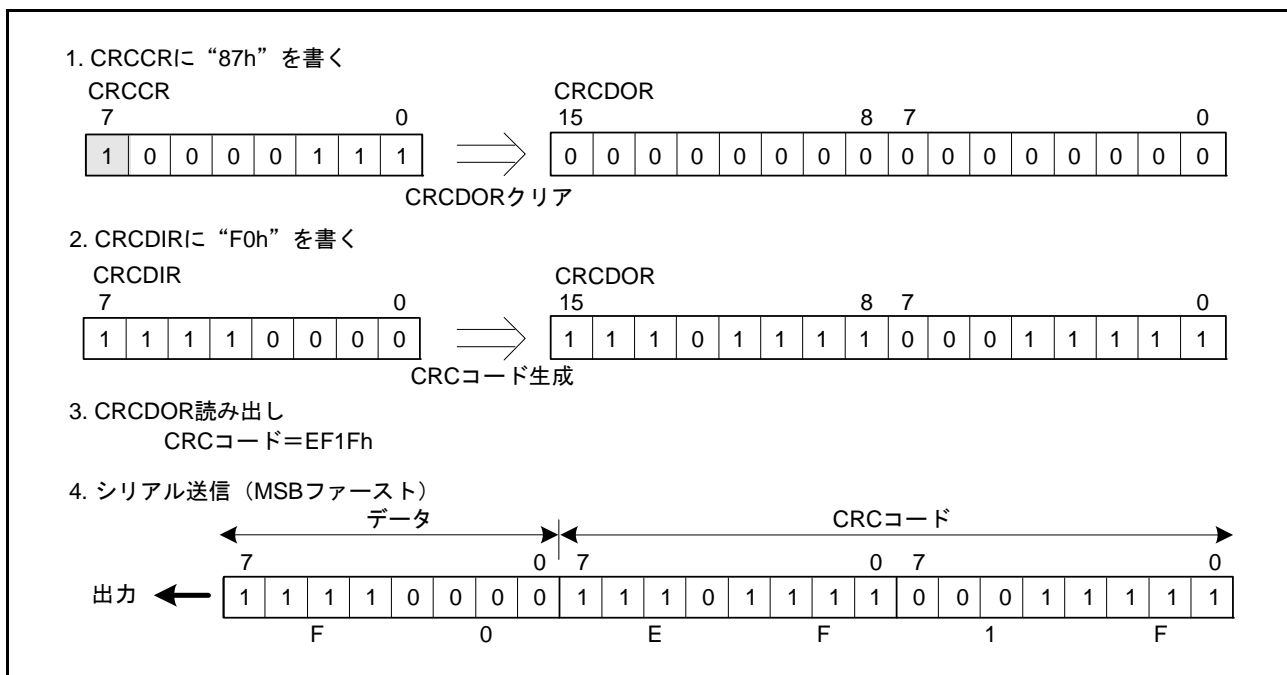 1. CRCCRに“87h”を書く
CRCCR CRCDOR
7 0 15 8 7 0
1 0 0 0 0 1 1 1 0 0 0 0 0 0 0 0 0 0 0 0 0 0 0 0
CRCDORクリア
2. CRCDIRに“F0h”を書く
CRCDIR CRCDOR
7 0 15 8 7 0
1 1 1 1 0 0 0 0 1 1 1 0 1 1 1 1 0 0 0 1 1 1 1 1
CRCコード生成
3. CRCDOR読み出し
CRCコード＝EF1Fh
4. シリアル送信（MSBファースト）
データ CRCコード
7 0 7 0 7 0
出力 1 1 1 1 0 0 0 0 1 1 1 0 1 1 1 1 0 0 0 1 1 1 1 1
F 0 E F 1 F